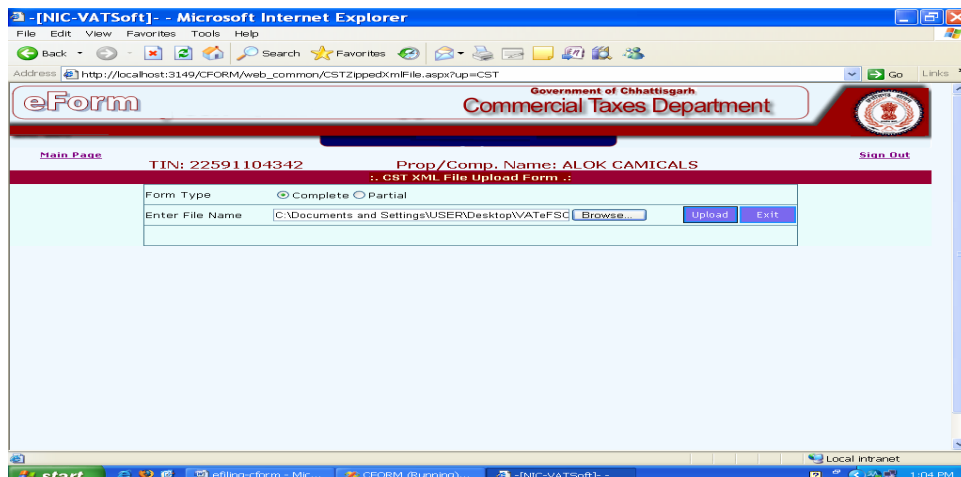 -[NIC-VATSoft]- - Microsoft Internet Explorer
File Edit View Favorites Tools Help
Back Search Favorites
Address http://localhost:3149/CFORM/web_common/CSTZippedXmlFile.aspx?up=CST Go Links
eForm
Government of Chhattisgarh
Commercial Taxes Department
Main Page Sign Out
TIN: 22591104342 Prop/Comp. Name: ALOK CAMICALS
:. CST XML File Upload Form .:
Form Type Complete Partial
Enter File Name C:\Documents and Settings\USER\Desktop\VATeFSC Browse... Upload Exit
Local intranet
start efiling-cform - Mic... CFORM (Running)... -[NIC-VATSoft]- - 1:04 PM